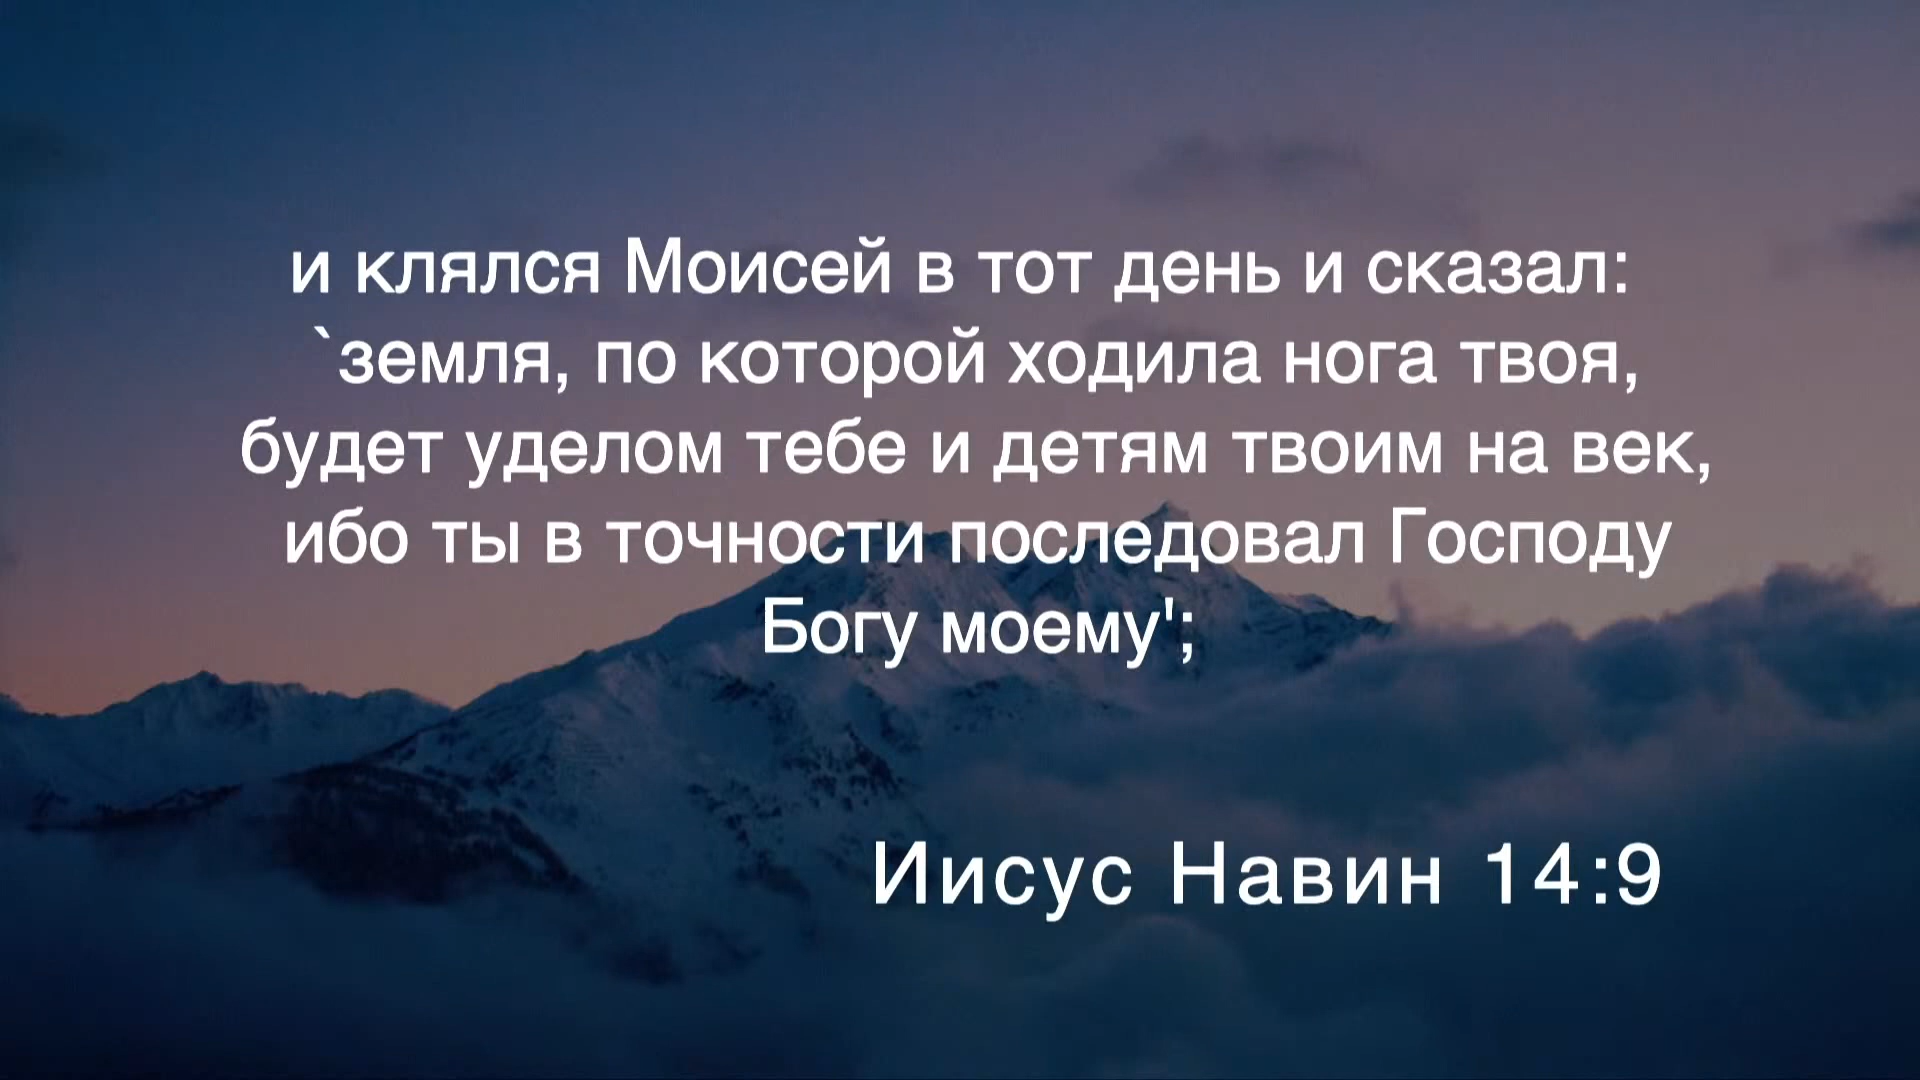 и клялся Моисей в тот день и сказал:
`земля, по которой ходила нога твоя,
будет уделом тебе и детям твоим на век,
ибо ты в точности последовал Господу
Богу моему';
Иисус Навин 14:9